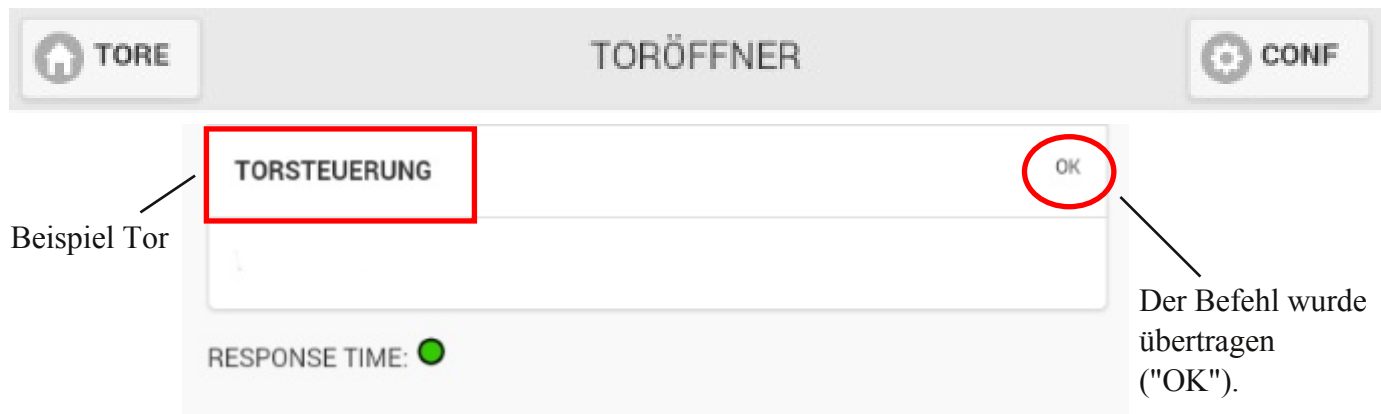 TORE
TORÖFFNER
CONF
TORSTEUERUNG
OK
Beispiel Tor
Der Befehl wurde
übertragen
("OK").
RESPONSE TIME: